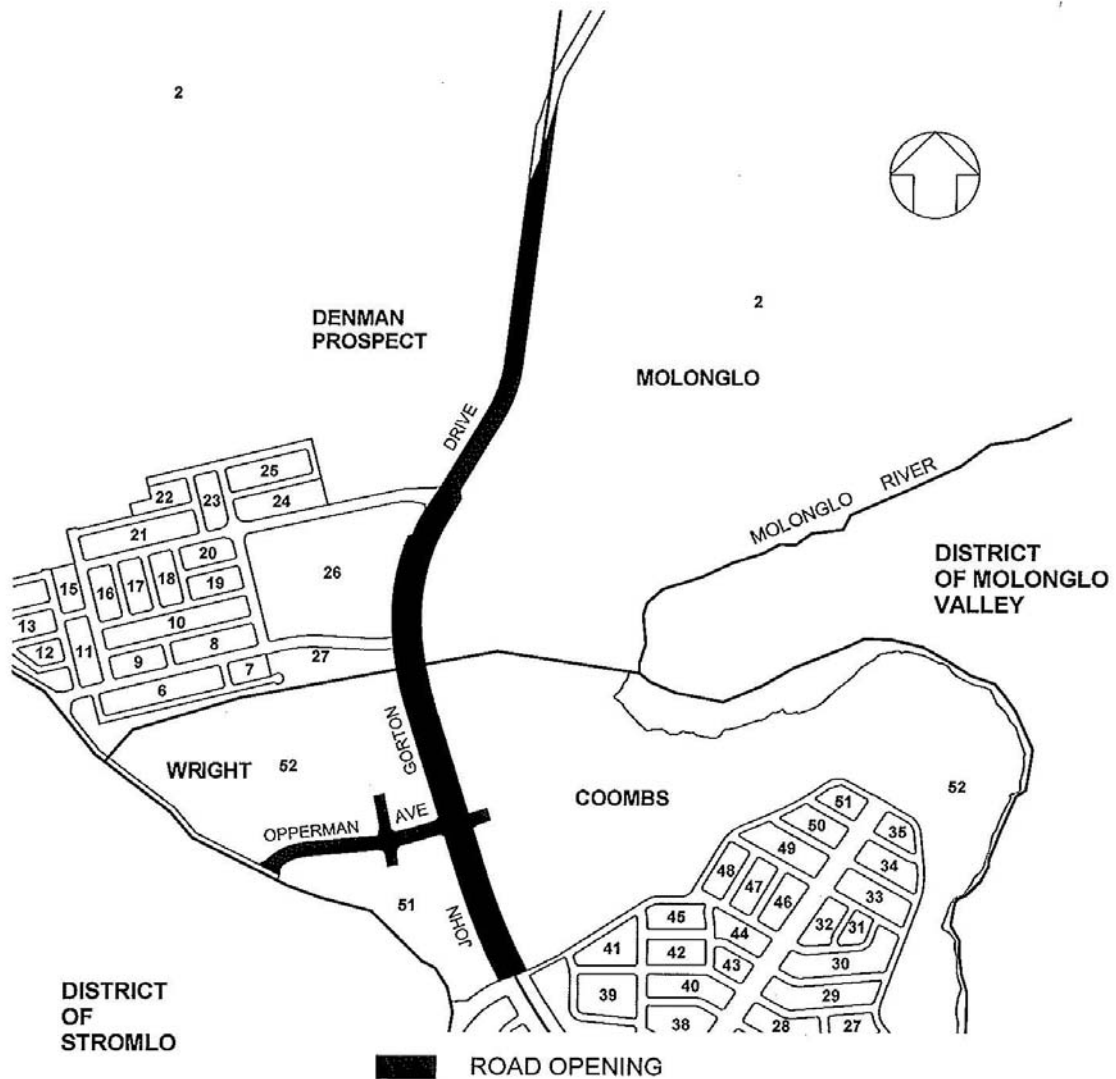 2
DENMAN
PROSPECT
2
MOLONGLO
DRIVE
MOLONGLO RIVER
DISTRICT
OF MOLONGLO
VALLEY
25
22
23
24
21
20
26
15
16
17
18
19
13
10
12
11
8
9
27
7
6
GORTON
WRIGHT
52
COOMBS
52
OPPERMAN AVE
51
50
35
49
34
48
47
46
33
51
JOHN
45
44
32
31
41
42
43
30
39
40
29
38
28
27
DISTRICT
OF
STROMLO
ROAD OPENING